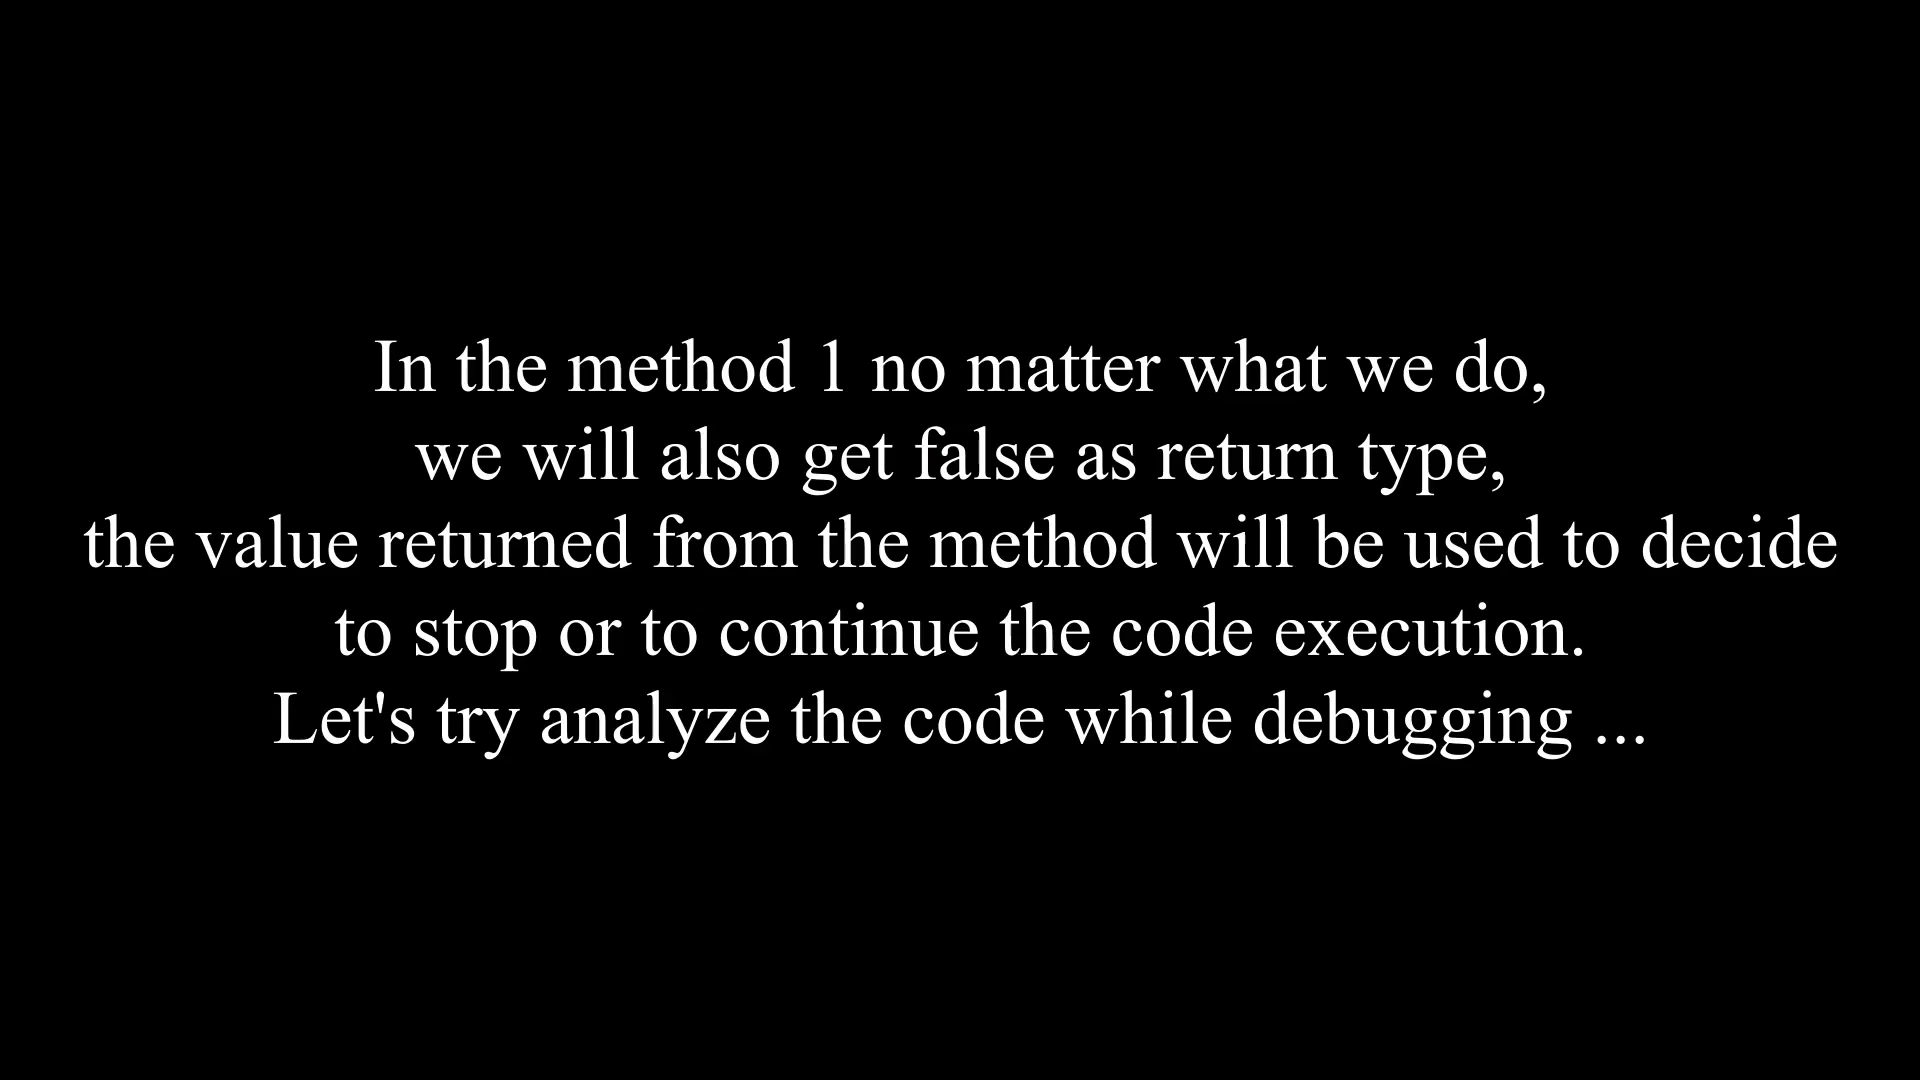 In the method 1 no matter what we do,
we will also get false as return type,
the value returned from the method will be used to decide
to stop or to continue the code execution.
Let's try analyze the code while debugging ...